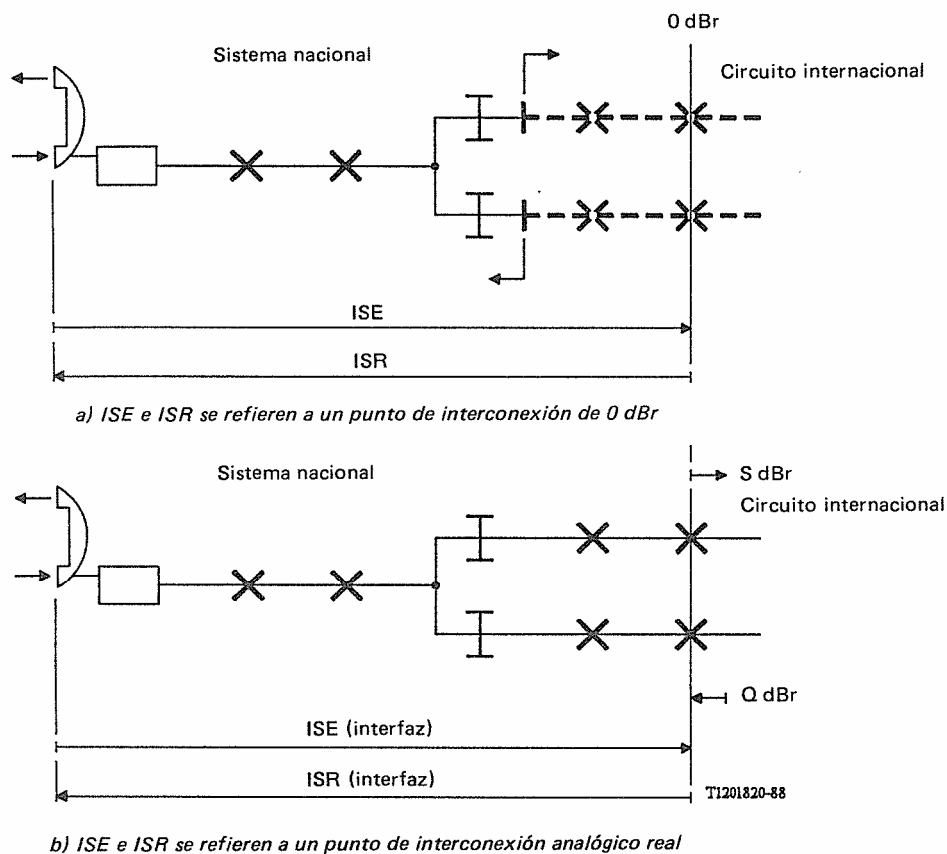 0 dBr
Sistema nacional
Circuito internacional
ISE
ISR
a) ISE e ISR se refieren a un punto de interconexión de 0 dBr
Sistema nacional
S dBr
Circuito internacional
Q dBr
ISE (interfaz)
ISR (interfaz)
T1201820-88
b) ISE e ISR se refieren a un punto de interconexión analógico real